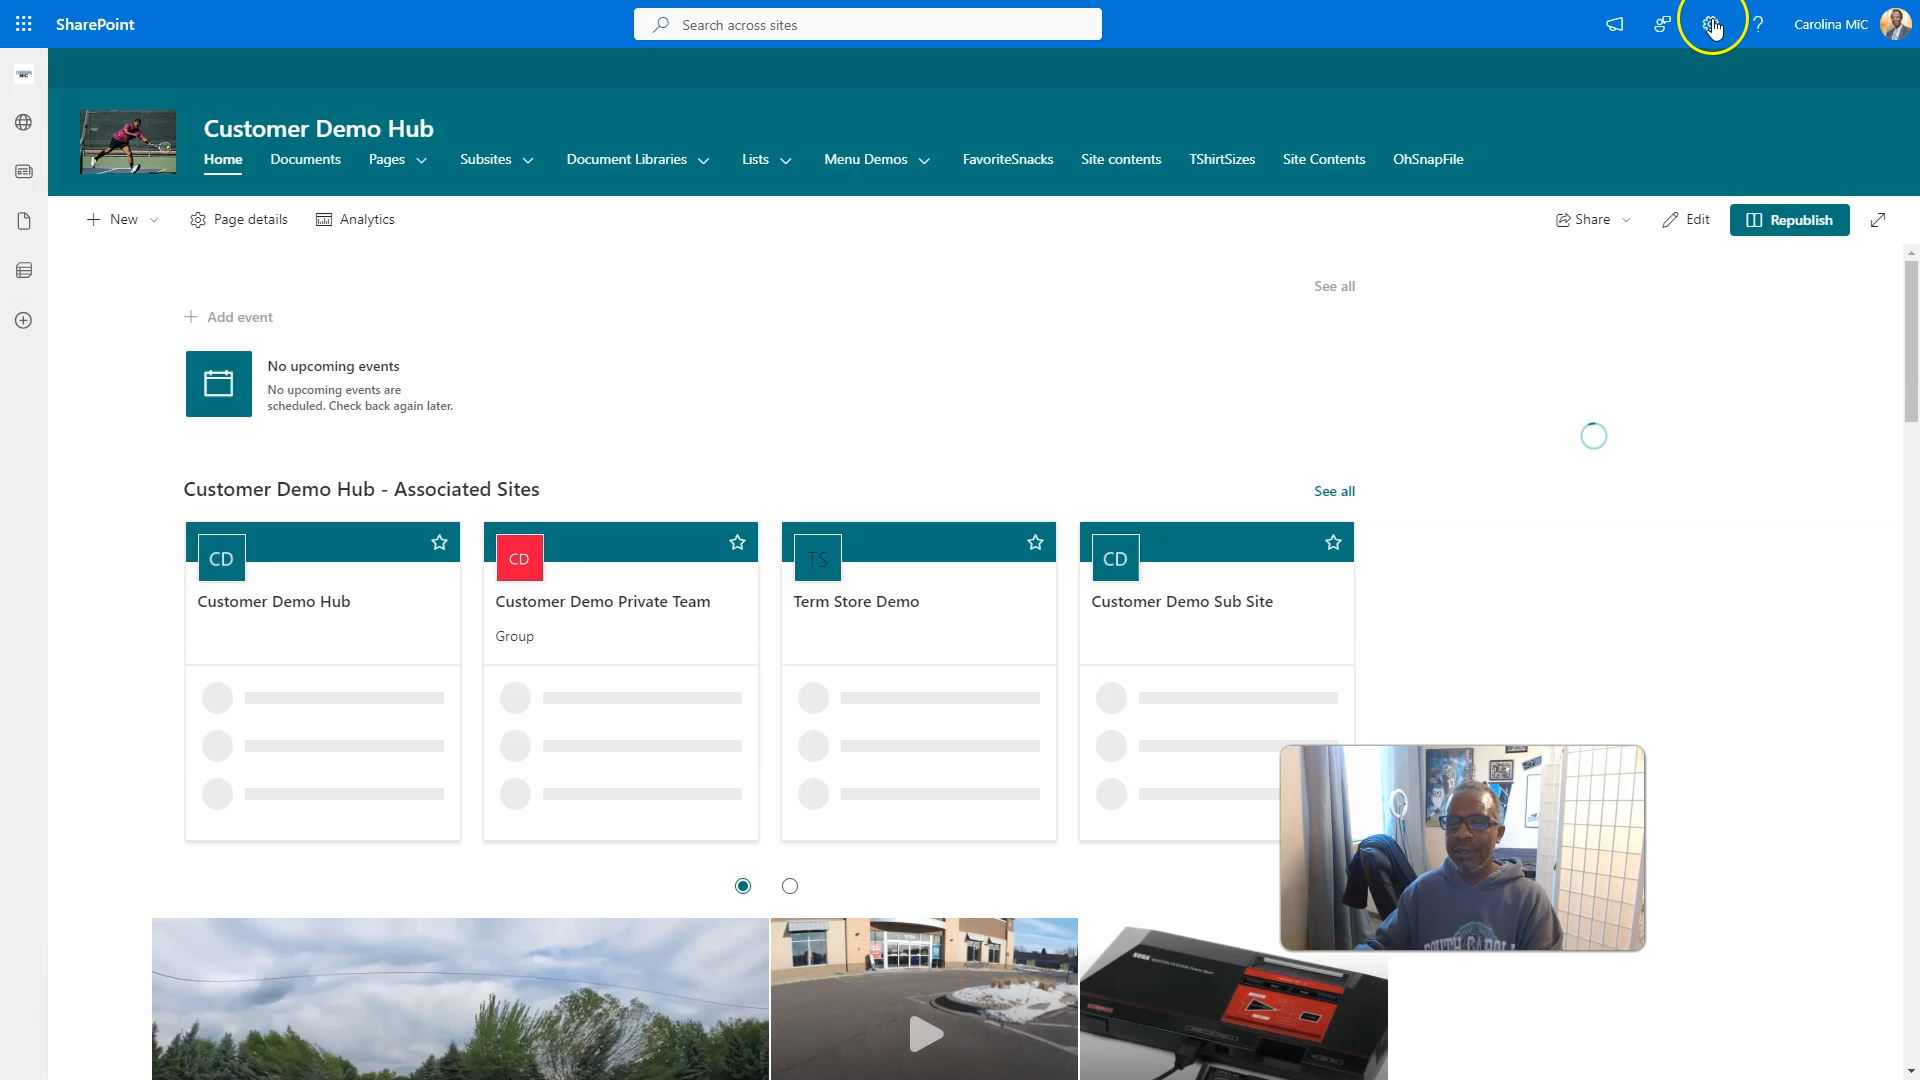 SharePoint
Search across sites
Carolina MiC
Customer Demo Hub
Home Documents Pages Subsites Document Libraries Lists Menu Demos FavoriteSnacks Site contents TShirtSizes Site Contents OhSnapFile
New Page details Analytics Share Edit Republish
See all
Add event
No upcoming events
No upcoming events are
scheduled. Check back again later.
Customer Demo Hub - Associated Sites See all
CD CD TS CD
Customer Demo Hub Customer Demo Private Team Term Store Demo Customer Demo Sub Site
Group